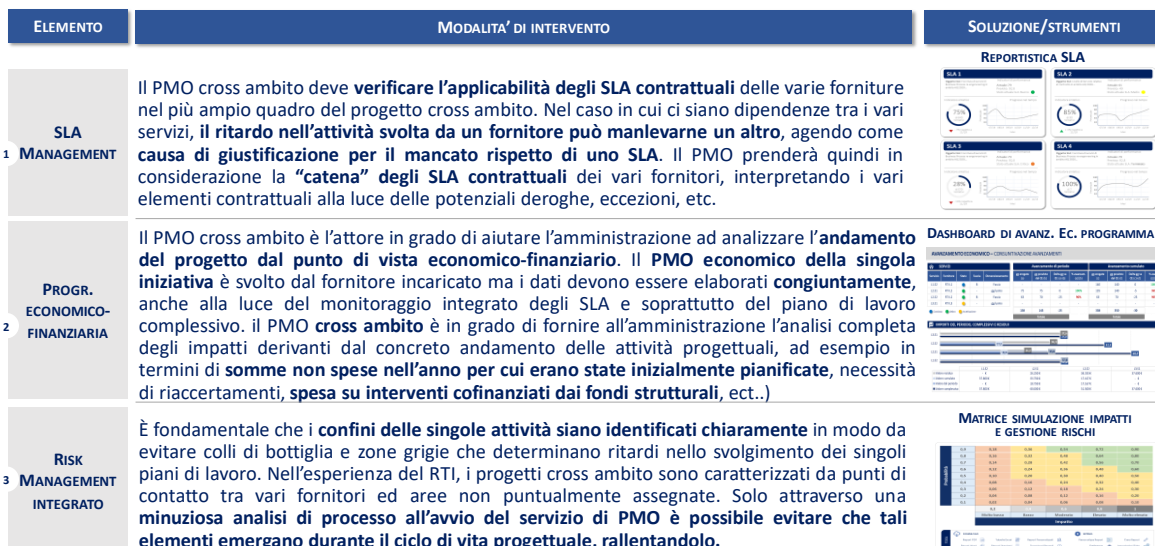 ELEMENTO
MODALITA' DI INTERVENTO
SOLUZIONE/STRUMENTI
1
SLA
MANAGEMENT
Il PMO cross ambito deve verificare l'applicabilità degli SLA contrattuali delle varie forniture
nel più ampio quadro del progetto cross ambito. Nel caso in cui ci siano dipendenze tra i vari
servizi, il ritardo nell'attività svolta da un fornitore può manlevarne un altro, agendo come
causa di giustificazione per il mancato rispetto di uno SLA. Il PMO prenderà quindi in
considerazione la “catena” degli SLA contrattuali dei vari fornitori, interpretando i vari
elementi contrattuali alla luce delle potenziali deroghe, eccezioni, etc.
REPORTISTICA SLA
SLA 1
SLA 2
75%
85%
SLA 3
SLA 4
28%
100%
2
PROGR.
ECONOMICO-
FINANZIARIA
Il PMO cross ambito è l'attore in grado di aiutare l'amministrazione ad analizzare l'andamento
del progetto dal punto di vista economico-finanziario. Il PMO economico della singola
iniziativa è svolto dal fornitore incaricato ma i dati devono essere elaborati congiuntamente,
anche alla luce del monitoraggio integrato degli SLA e soprattutto del piano di lavoro
complessivo. il PMO cross ambito è in grado di fornire all'amministrazione l'analisi completa
degli impatti derivanti dal concreto andamento delle attività progettuali, ad esempio in
termini di somme non spese nell'anno per cui erano state inizialmente pianificate, necessità
di riaccertamenti, spesa su interventi cofinanziati dai fondi strutturali, ect..)
DASHBOARD DI AVANZ. EC. PROGRAMMA
3
RISK
MANAGEMENT
INTEGRATO
È fondamentale che i confini delle singole attività siano identificati chiaramente in modo da
evitare colli di bottiglia e zone grigie che determinano ritardi nello svolgimento dei singoli
piani di lavoro. Nell'esperienza del RTI, i progetti cross ambito sono caratterizzati da punti di
contatto tra vari fornitori ed aree non puntualmente assegnate. Solo attraverso una
minuziosa analisi di processo all'avvio del servizio di PMO è possibile evitare che tali
elementi emergano durante il ciclo di vita progettuale, rallentandolo.
MATRICE SIMULAZIONE IMPATTI
E GESTIONE RISCHI
Probabilità
Impatto